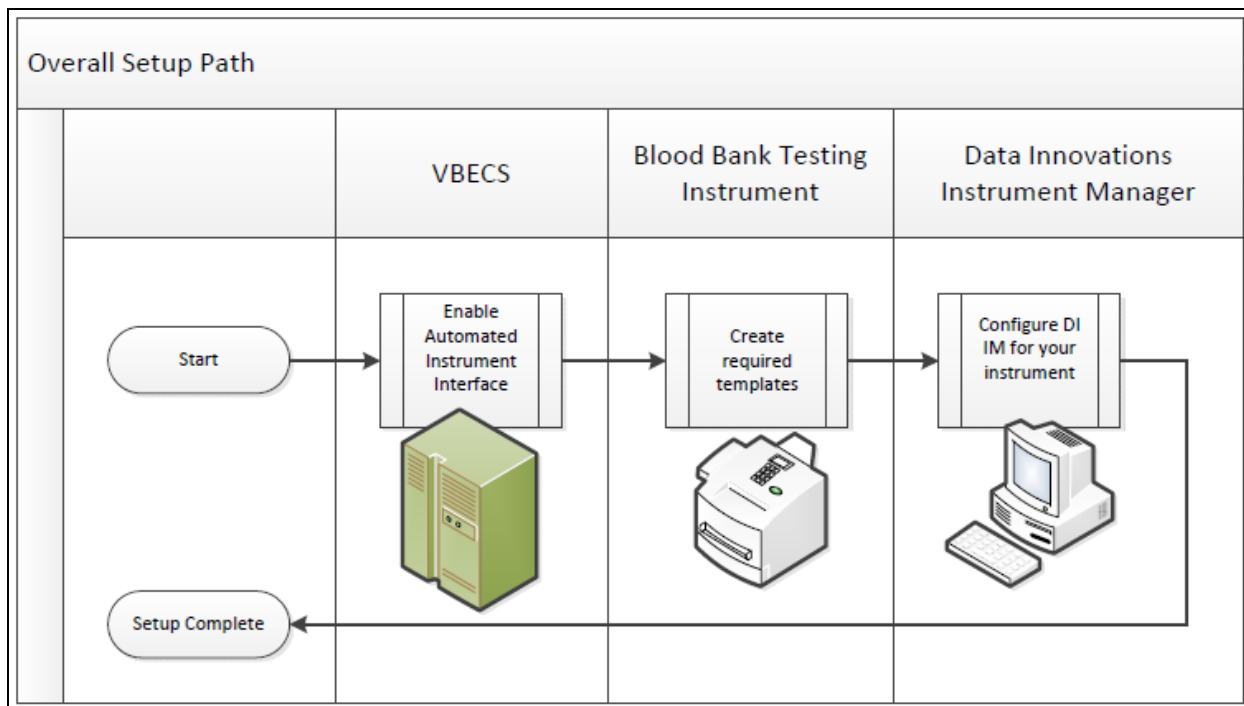 Overall Setup Path
VBECS
Blood Bank Testing
Instrument
Data Innovations
Instrument Manager
Start
Enable
Automated
Instrument
Interface
Create
required
templates
Configure DI
IM for your
instrument
Setup Complete